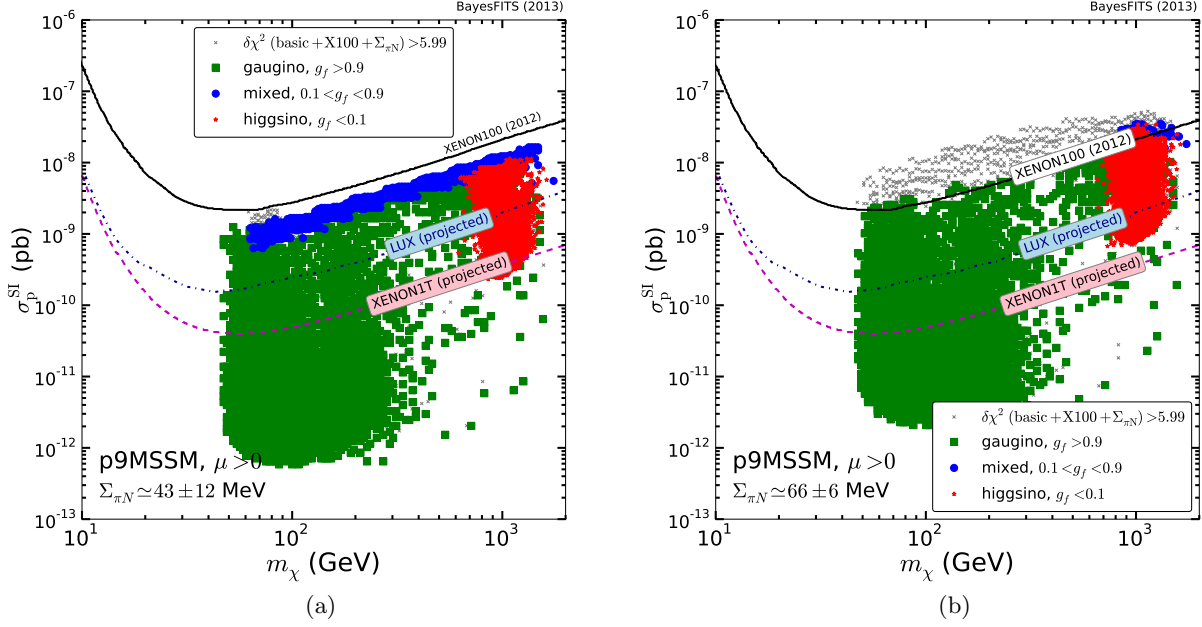 BayesFITS (2013)
10^-6
10^-7
10^-8
10^-9
10^-10
10^-11
10^-12
10^-13
σ_p^SI (pb)
δχ² (basic+X100+Σ_πN) >5.99
gaugino, g_f >0.9
mixed, 0.1<g_f<0.9
higgsino, g_f <0.1
XENON100 (2012)
LUX (projected)
XENON1T (projected)
p9MSSM, μ >0
Σ_πN ≃43±12 MeV
10^1
10^2
10^3
m_χ (GeV)
(a)
BayesFITS (2013)
10^-6
10^-7
10^-8
10^-9
10^-10
10^-11
10^-12
10^-13
σ_p^SI (pb)
XENON100 (2012)
LUX (projected)
XENON1T (projected)
δχ² (basic+X100+Σ_πN) >5.99
gaugino, g_f >0.9
mixed, 0.1<g_f<0.9
higgsino, g_f <0.1
p9MSSM, μ >0
Σ_πN ≃66±6 MeV
10^1
10^2
10^3
m_χ (GeV)
(b)